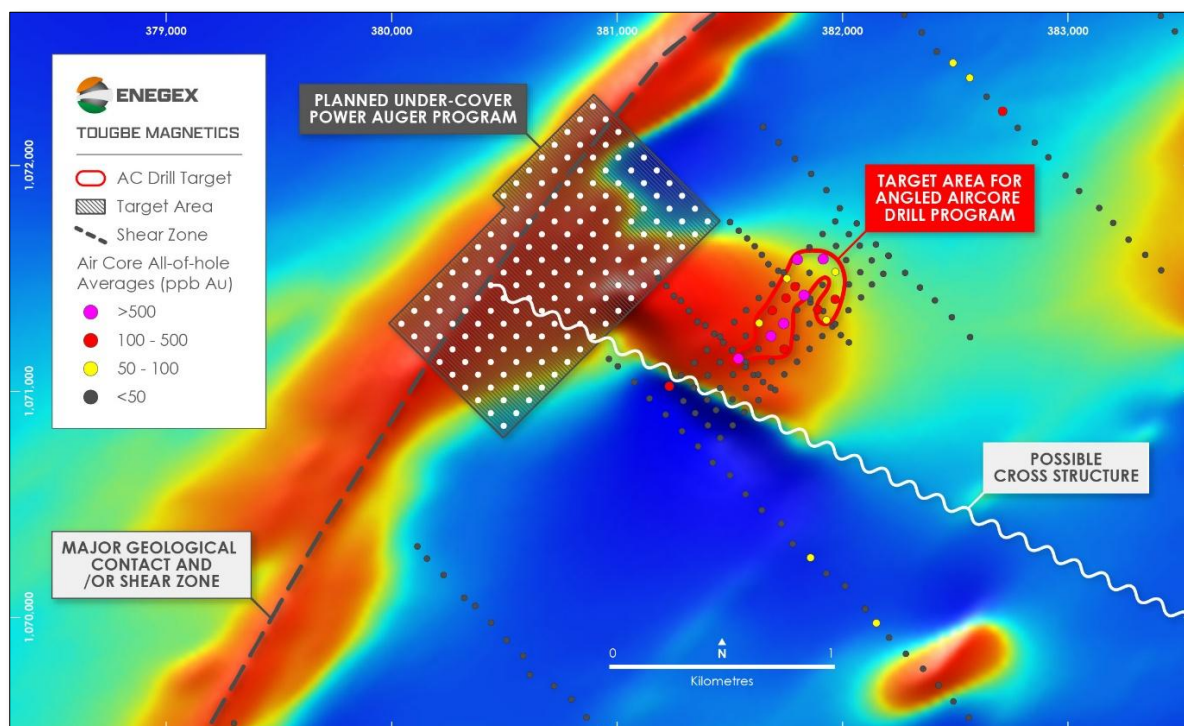 379,000
380,000
381,000
382,000
383,000
1,072,000
1,071,000
1,070,000
ENEGEX
TOUGBE MAGNETICS
AC Drill Target
Target Area
Shear Zone
Air Core All-of-hole
Averages (ppb Au)
>500
100 - 500
50 - 100
<50
PLANNED UNDER-COVER
POWER AUGER PROGRAM
TARGET AREA FOR
ANGLED AIRCORE
DRILL PROGRAM
POSSIBLE
CROSS STRUCTURE
MAJOR GEOLOGICAL
CONTACT AND
/OR SHEAR ZONE
0
N
1
Kilometres